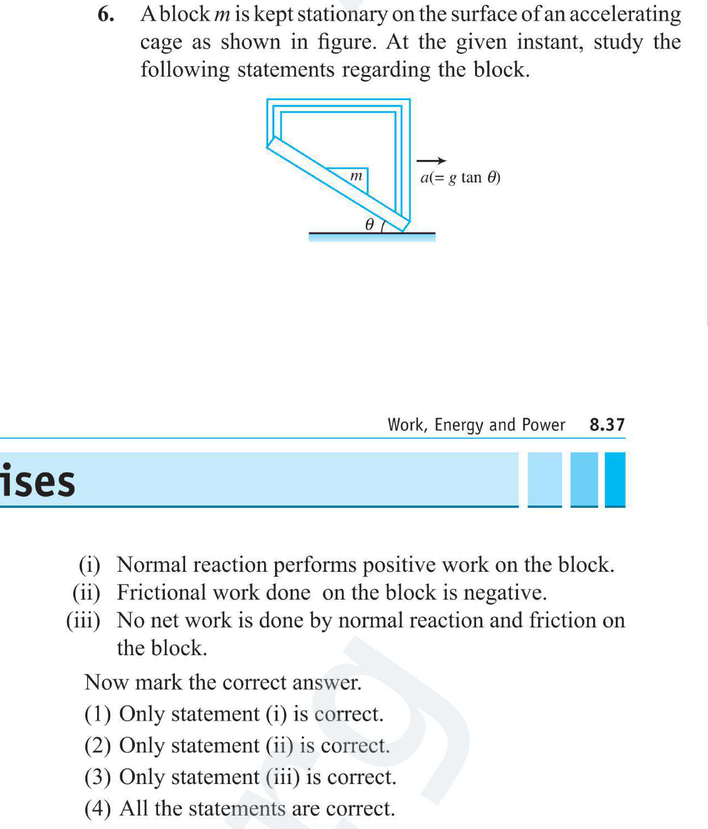 6. A block m is kept stationary on the surface of an accelerating
cage as shown in figure. At the given instant, study the
following statements regarding the block.
m
a(= g tan θ)
θ
Work, Energy and Power 8.37
ises
(i) Normal reaction performs positive work on the block.
(ii) Frictional work done on the block is negative.
(iii) No net work is done by normal reaction and friction on
the block.
Now mark the correct answer.
(1) Only statement (i) is correct.
(2) Only statement (ii) is correct.
(3) Only statement (iii) is correct.
(4) All the statements are correct.